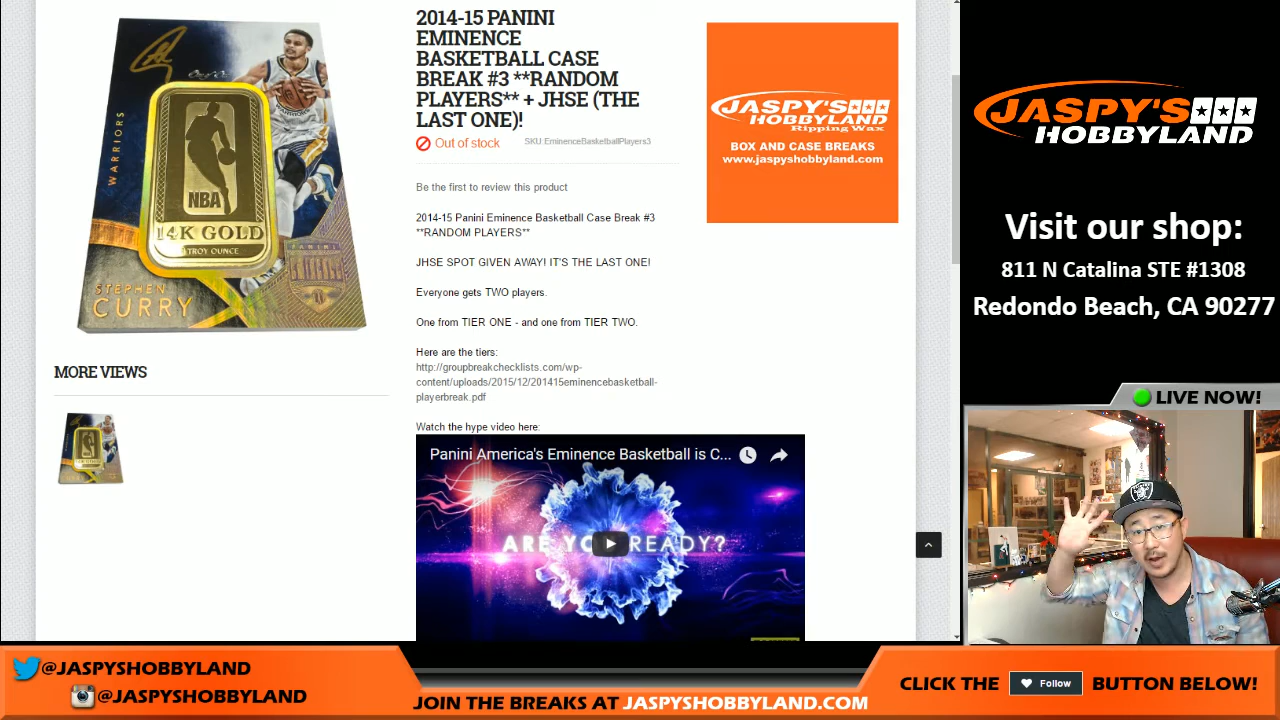 WARRIORS
NBA
14K GOLD
TROY OUNCE
PANINI
STEPHEN
CURRY
MORE VIEWS
2014-15 PANINI
EMINENCE
BASKETBALL CASE
BREAK #3 **RANDOM
PLAYERS** + JHSE (THE
LAST ONE)!
Out of stock
SKU:EminenceBasketballPlayers3
Be the first to review this product
2014-15 Panini Eminence Basketball Case Break #3
**RANDOM PLAYERS**
JHSE SPOT GIVEN AWAY! IT'S THE LAST ONE!
Everyone gets TWO players.
One from TIER ONE - and one from TIER TWO.
Here are the tiers:
http://groupbreakchecklists.com/wp-
content/uploads/2015/12/201415eminencebasketball-
playerbreak.pdf
Watch the hype video here:
Panini America's Eminence Basketball is C...
JASPY'S
HOBBYLAND
Ripping Wax
BOX AND CASE BREAKS
www.jaspyshobbyland.com
JASPY'S
HOBBYLAND
Visit our shop:
811 N Catalina STE #1308
Redondo Beach, CA 90277
LIVE NOW!
@JASPYSHOBBYLAND
@JASPYSHOBBYLAND
JOIN THE BREAKS AT JASPYSHOBBYLAND.COM
CLICK THE Follow BUTTON BELOW!